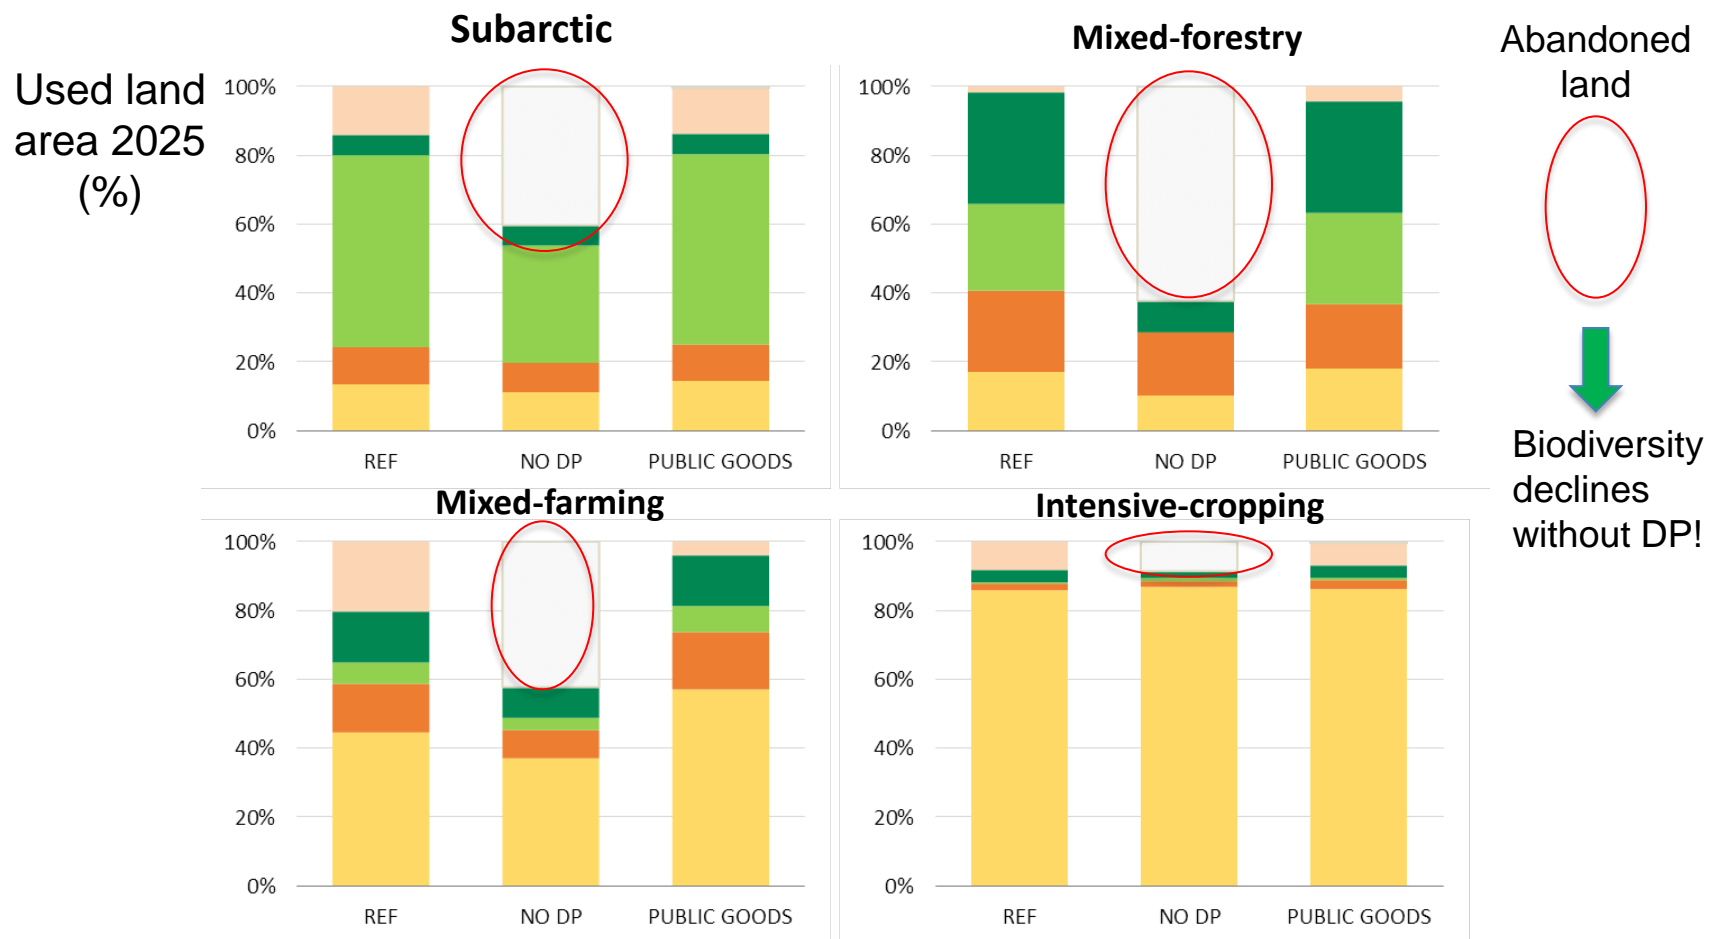 Subarctic
Used land
area 2025
(%)
100%
80%
60%
40%
20%
0%
REF NO DP PUBLIC GOODS
Mixed-forestry
100%
80%
60%
40%
20%
0%
REF NO DP PUBLIC GOODS
Abandoned
land
Biodiversity
declines
without DP!
Mixed-farming
100%
80%
60%
40%
20%
0%
REF NO DP PUBLIC GOODS
Intensive-cropping
100%
80%
60%
40%
20%
0%
REF NO DP PUBLIC GOODS